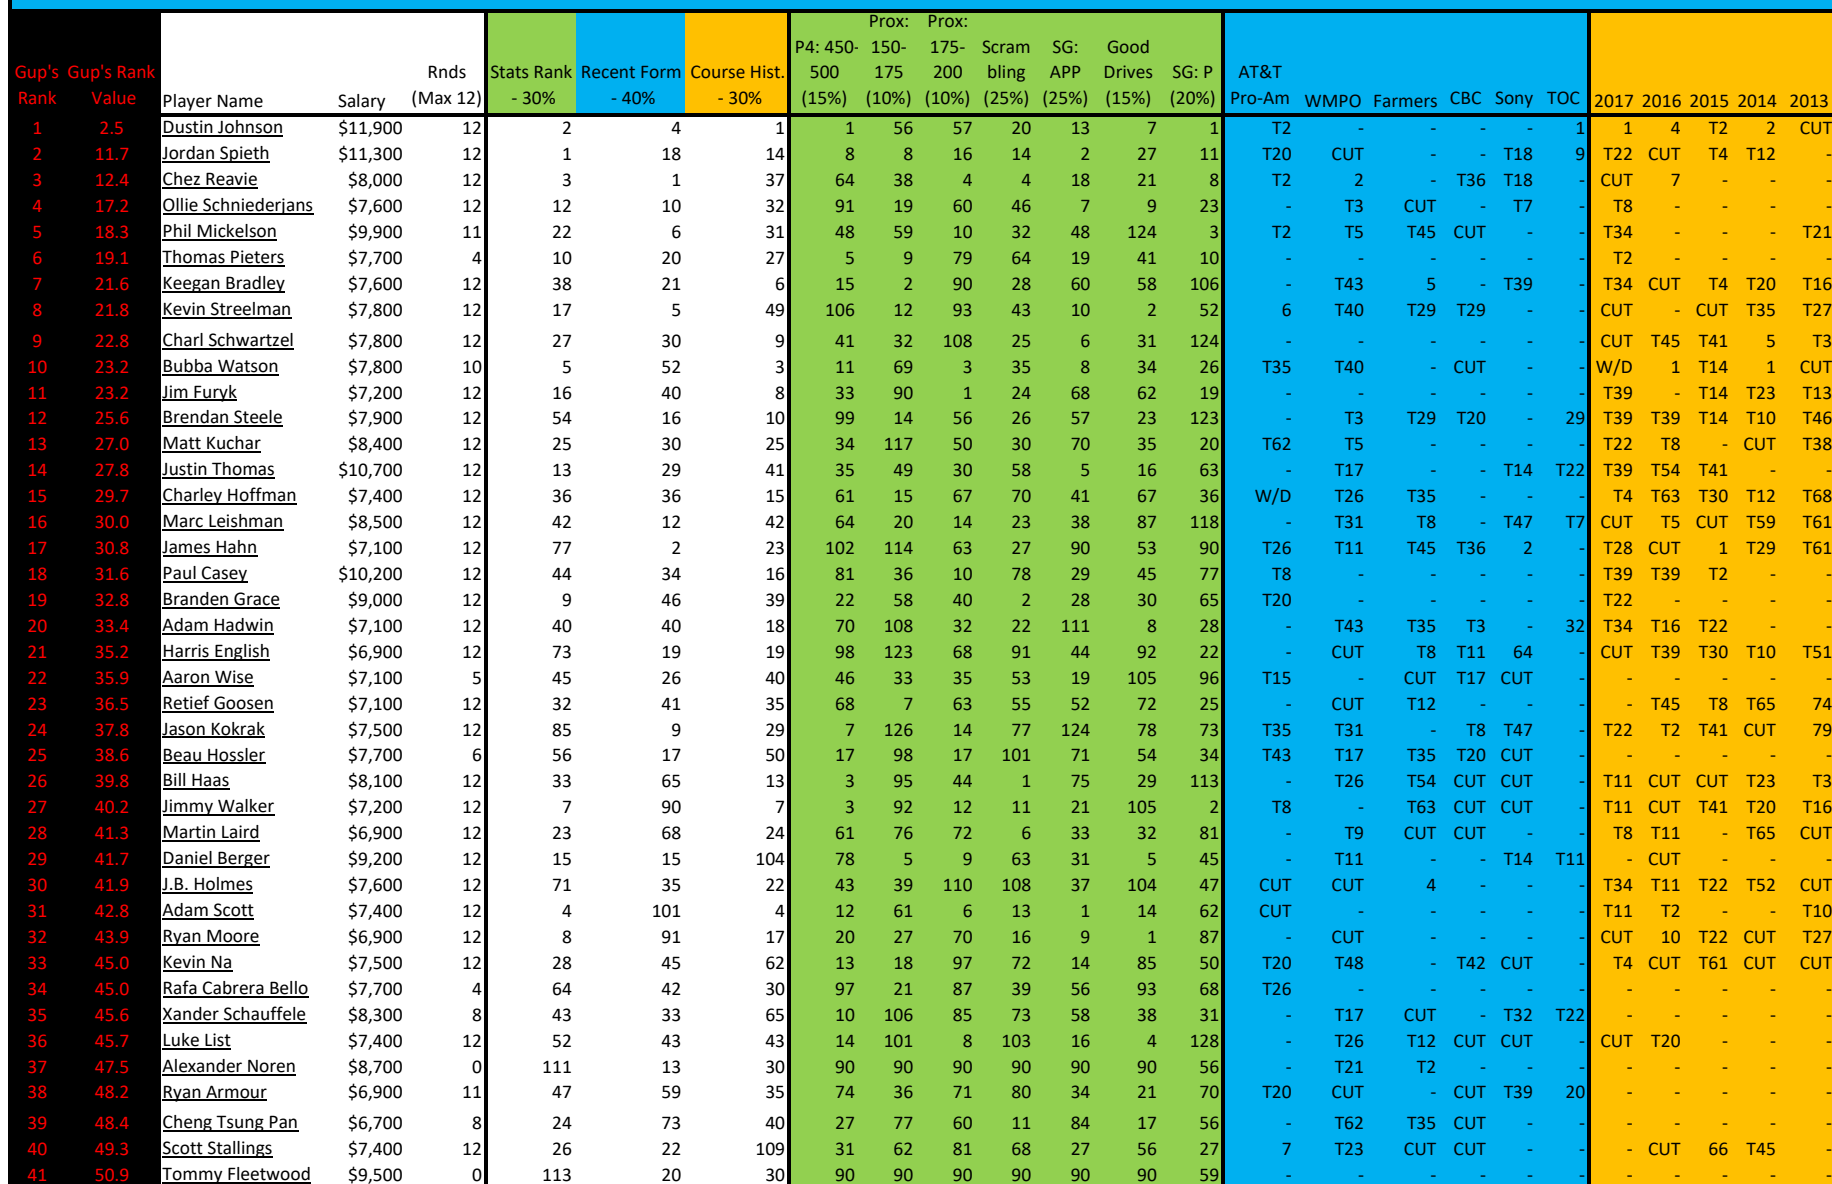 Prox: Prox:
P4: 450- 150- 175- Scram SG: Good
Gup's Gup's Rank Rnds Stats Rank Recent Form Course Hist. 500 175 200 bling APP Drives SG: P AT&T
Rank Value Player Name Salary (Max 12) - 30% - 40% - 30% (15%) (10%) (10%) (25%) (25%) (15%) (20%) Pro-Am WMPO Farmers CBC Sony TOC 2017 2016 2015 2014 2013
1 2.5 Dustin Johnson $11,900 12 2 4 1 1 56 57 20 13 7 1 T2 - - - - 1 1 4 T2 2 CUT
2 11.7 Jordan Spieth $11,300 12 1 18 14 8 8 16 14 2 27 11 T20 CUT - - T18 9 T22 CUT T4 T12 -
3 12.4 Chez Reavie $8,000 12 3 1 37 64 38 4 4 18 21 8 T2 2 - T36 T18 - CUT 7 - - -
4 17.2 Ollie Schniederjans $7,600 12 12 10 32 91 19 60 46 7 9 23 - T3 CUT - T7 - T8 - - - -
5 18.3 Phil Mickelson $9,900 11 22 6 31 48 59 10 32 48 124 3 T2 T5 T45 CUT - - T34 - - - T21
6 19.1 Thomas Pieters $7,700 4 10 20 27 5 9 79 64 19 41 10 - - - - - - T2 - - - -
7 21.6 Keegan Bradley $7,600 12 38 21 6 15 2 90 28 60 58 106 - T43 5 - T39 - T34 CUT T4 T20 T16
8 21.8 Kevin Streelman $7,800 12 17 5 49 106 12 93 43 10 2 52 6 T40 T29 T29 - - CUT - CUT T35 T27
9 22.8 Charl Schwartzel $7,800 12 27 30 9 41 32 108 25 6 31 124 - - - - - - CUT T45 T41 5 T3
10 23.2 Bubba Watson $7,800 10 5 52 3 11 69 3 35 8 34 26 T35 T40 - CUT - - W/D 1 T14 1 CUT
11 23.2 Jim Furyk $7,200 12 16 40 8 33 90 1 24 68 62 19 - - - - - - T39 - T14 T23 T13
12 25.6 Brendan Steele $7,900 12 54 16 10 99 14 56 26 57 23 123 - T3 T29 T20 - 29 T39 T39 T14 T10 T46
13 27.0 Matt Kuchar $8,400 12 25 30 25 34 117 50 30 70 35 20 T62 T5 - - - - T22 T8 - CUT T38
14 27.8 Justin Thomas $10,700 12 13 29 41 35 49 30 58 5 16 63 - T17 - - T14 T22 T39 T54 T41 - -
15 29.7 Charley Hoffman $7,400 12 36 36 15 61 15 67 70 41 67 36 W/D T26 T35 - - - T4 T63 T30 T12 T68
16 30.0 Marc Leishman $8,500 12 42 12 42 64 20 14 23 38 87 118 - T31 T8 - T47 T7 CUT T5 CUT T59 T61
17 30.8 James Hahn $7,100 12 77 2 23 102 114 63 27 90 53 90 T26 T11 T45 T36 2 - T28 CUT 1 T29 T61
18 31.6 Paul Casey $10,200 12 44 34 16 81 36 10 78 29 45 77 T8 - - - - - T39 T39 T2 - -
19 32.8 Branden Grace $9,000 12 9 46 39 22 58 40 2 28 30 65 T20 - - - - - T22 - - - -
20 33.4 Adam Hadwin $7,100 12 40 40 18 70 108 32 22 111 8 28 - T43 T35 T3 - 32 T34 T16 T22 - -
21 35.2 Harris English $6,900 12 73 19 19 98 123 68 91 44 92 22 - CUT T8 T11 64 - CUT T39 T30 T10 T51
22 35.9 Aaron Wise $7,100 5 45 26 40 46 33 35 53 19 105 96 T15 - CUT T17 CUT - - - - - -
23 36.5 Retief Goosen $7,100 12 32 41 35 68 7 63 55 52 72 25 - CUT T12 - - - - T45 T8 T65 74
24 37.8 Jason Kokrak $7,500 12 85 9 29 7 126 14 77 124 78 73 T35 T31 - T8 T47 - T22 T2 T41 CUT 79
25 38.6 Beau Hossler $7,700 6 56 17 50 17 98 17 101 71 54 34 T43 T17 T35 T20 CUT - - - - - -
26 39.8 Bill Haas $8,100 12 33 65 13 3 95 44 1 75 29 113 - T26 T54 CUT CUT - T11 CUT CUT T23 T3
27 40.2 Jimmy Walker $7,200 12 7 90 7 3 92 12 11 21 105 2 T8 - T63 CUT CUT - T11 CUT T41 T20 T16
28 41.3 Martin Laird $6,900 12 23 68 24 61 76 72 6 33 32 81 - T9 CUT CUT - - T8 T11 - T65 CUT
29 41.7 Daniel Berger $9,200 12 15 15 104 78 5 9 63 31 5 45 - T11 - - T14 T11 - CUT - - -
30 41.9 J.B. Holmes $7,600 12 71 35 22 43 39 110 108 37 104 47 CUT CUT 4 - - - T34 T11 T22 T52 CUT
31 42.8 Adam Scott $7,400 12 4 101 4 12 61 6 13 1 14 62 CUT - - - - - T11 T2 - - T10
32 43.9 Ryan Moore $6,900 12 8 91 17 20 27 70 16 9 1 87 - CUT - - - - CUT 10 T22 CUT T27
33 45.0 Kevin Na $7,500 12 28 45 62 13 18 97 72 14 85 50 T20 T48 - T42 CUT - T4 CUT T61 CUT CUT
34 45.0 Rafa Cabrera Bello $7,700 4 64 42 30 97 21 87 39 56 93 68 T26 - - - - - - - - - -
35 45.6 Xander Schauffele $8,300 8 43 33 65 10 106 85 73 58 38 31 - T17 CUT - T32 T22 - - - - -
36 45.7 Luke List $7,400 12 52 43 43 14 101 8 103 16 4 128 - T26 T12 CUT CUT - CUT T20 - - -
37 47.5 Alexander Noren $8,700 0 111 13 30 90 90 90 90 90 90 56 - T21 T2 - - - - - - - -
38 48.2 Ryan Armour $6,900 11 47 59 35 74 36 71 80 34 21 70 T20 CUT - CUT T39 20 - - - - -
39 48.4 Cheng Tsung Pan $6,700 8 24 73 40 27 77 60 11 84 17 56 - T62 T35 CUT - - - - - - -
40 49.3 Scott Stallings $7,400 12 26 22 109 31 62 81 68 27 56 27 7 T23 CUT CUT - - - CUT 66 T45 -
41 50.9 Tommy Fleetwood $9,500 0 113 20 30 90 90 90 90 90 90 59 - - - - - - - - - - -